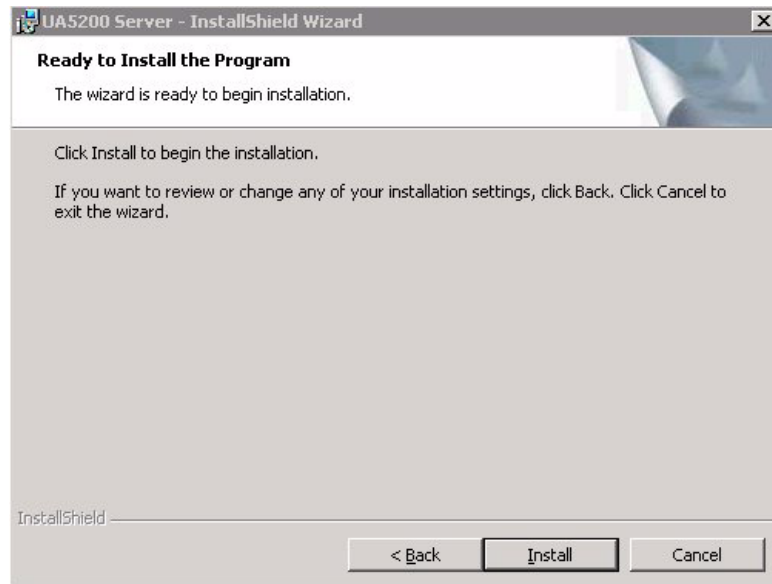 UA5200 Server - InstallShield Wizard
Ready to Install the Program
The wizard is ready to begin installation.
Click Install to begin the installation.
If you want to review or change any of your installation settings, click Back. Click Cancel to
exit the wizard.
InstallShield
< Back
Install
Cancel